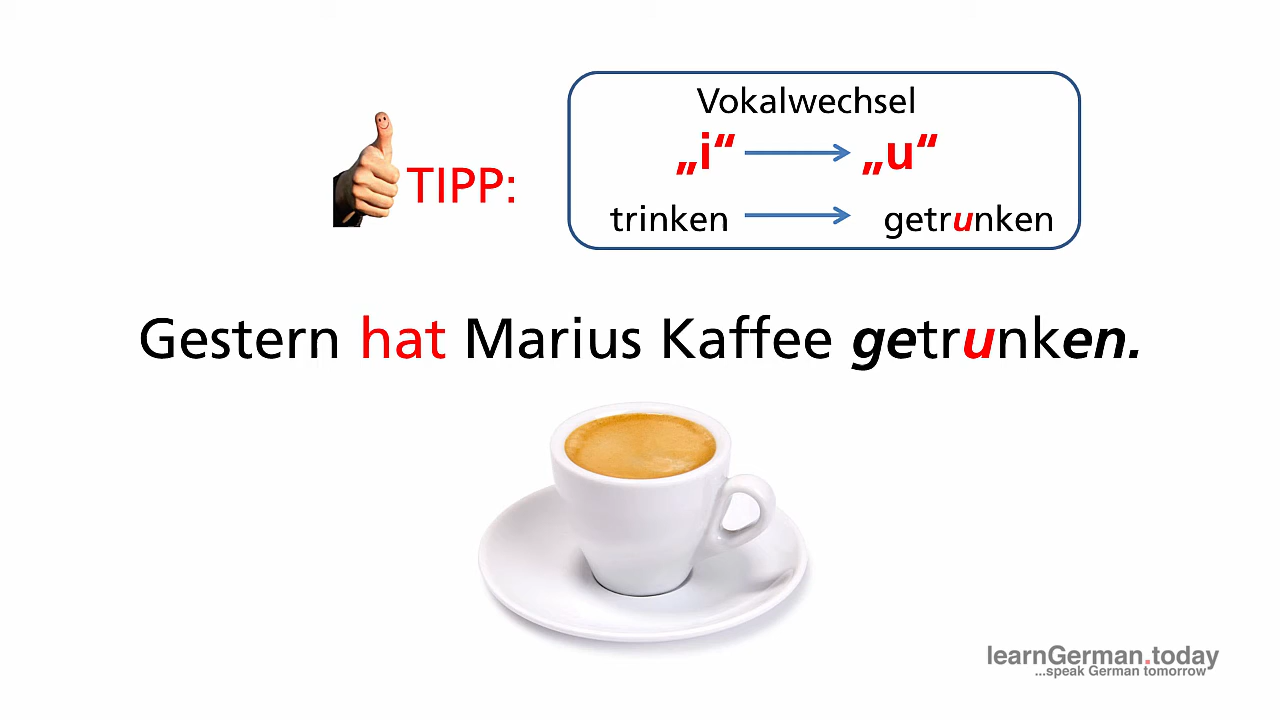 TIPP:
Vokalwechsel
„i“ „u“
trinken getrunken
Gestern hat Marius Kaffee getrunken.
learnGerman.today
...speak German tomorrow